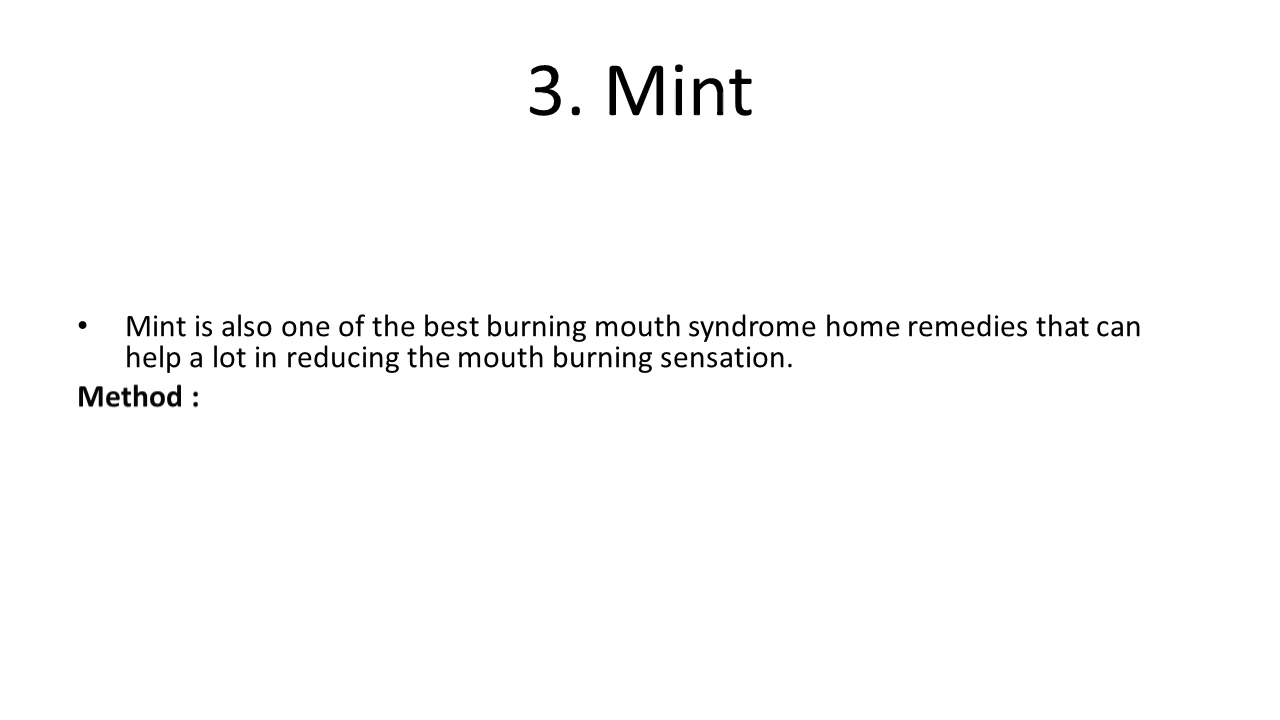 3. Mint
• Mint is also one of the best burning mouth syndrome home remedies that can
help a lot in reducing the mouth burning sensation.
Method :